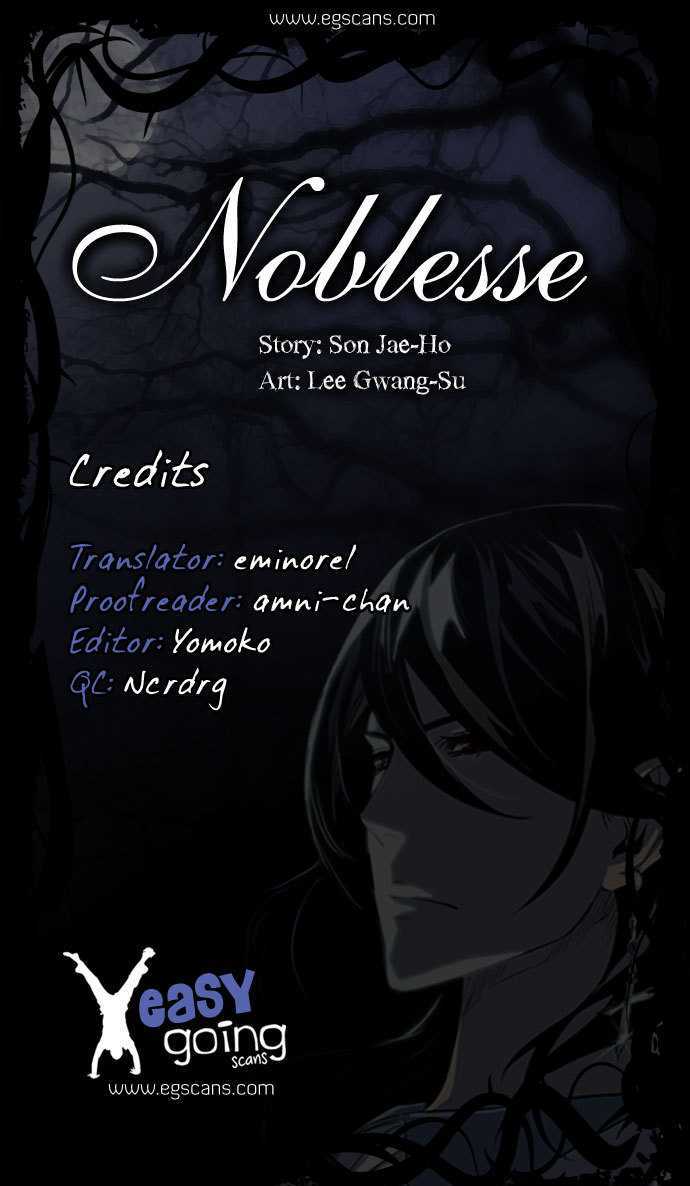 www.egscans.com
Noblesse
Story: Son Jae-Ho
Art: Lee Gwang-Su
Credits
Translator: eminorel
Proofreader: amni-chan
Editor: Yomoko
QC: Ncrdrg
easy
going
scans
www.egscans.com